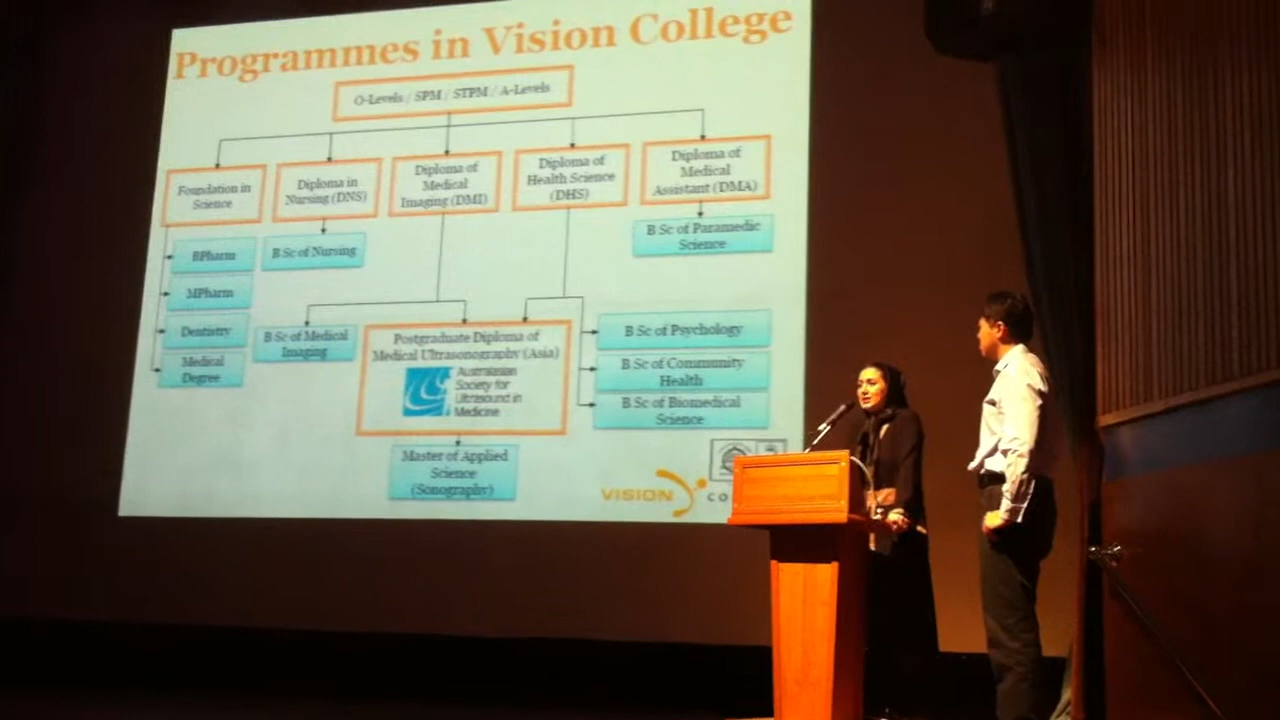 Programmes in Vision College
O-Levels / SPM / STPM / A-Levels
Foundation in
Science
Diploma in
Nursing (DNS)
Diploma of
Medical
Imaging (DMI)
Diploma of
Health Science
(DHS)
Diploma of
Medical
Assistant (DMA)
BPharm
MPharm
Dentistry
Medical
Degree
B Sc of Nursing
B Sc of Paramedic
Science
B Sc of Medical
Imaging
Postgraduate Diploma of
Medical Ultrasonography (Asia)
Australasian
Society for
Ultrasound in
Medicine
B Sc of Psychology
B Sc of Community
Health
B Sc of Biomedical
Science
Master of Applied
Science
(Sonography)
VISION CO